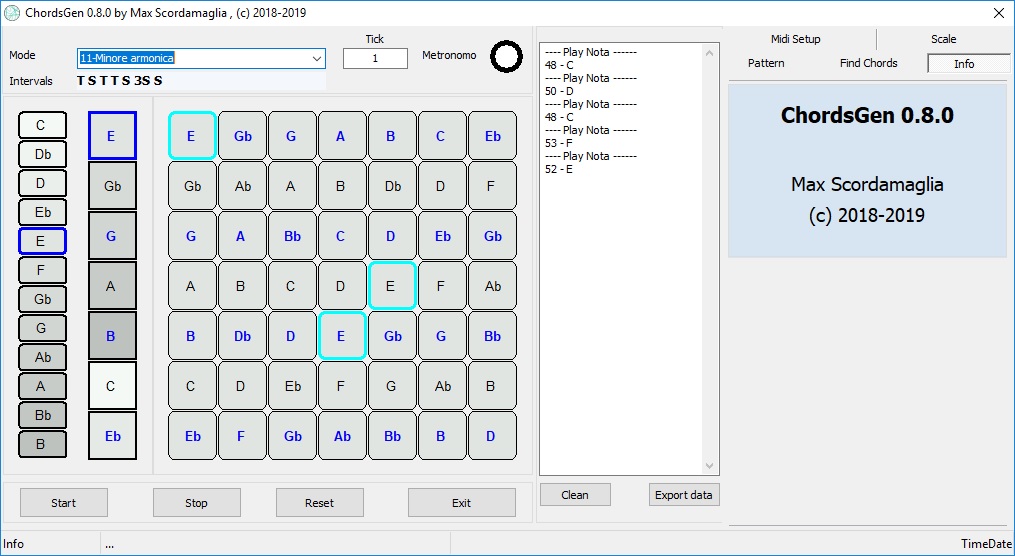 ChordsGen 0.8.0 by Max Scordamaglia , (c) 2018-2019
Mode
11-Minore armonica
Tick
1
Metronomo
Intervals
T S T T S 3S S
C
Db
D
Eb
E
F
Gb
G
Ab
A
Bb
B
E
Gb
G
A
B
C
Eb
E Gb G A B C Eb
Gb Ab A B Db D F
G A Bb C D Eb Gb
A B C D E F Ab
B Db D E Gb G Bb
C D Eb F G Ab B
Eb F Gb Ab Bb B D
Start Stop Reset Exit
---- Play Nota ------
48 - C
---- Play Nota ------
50 - D
---- Play Nota ------
48 - C
---- Play Nota ------
53 - F
---- Play Nota ------
52 - E
Clean Export data
Midi Setup Scale
Pattern Find Chords Info
ChordsGen 0.8.0
Max Scordamaglia
(c) 2018-2019
Info ... TimeDate